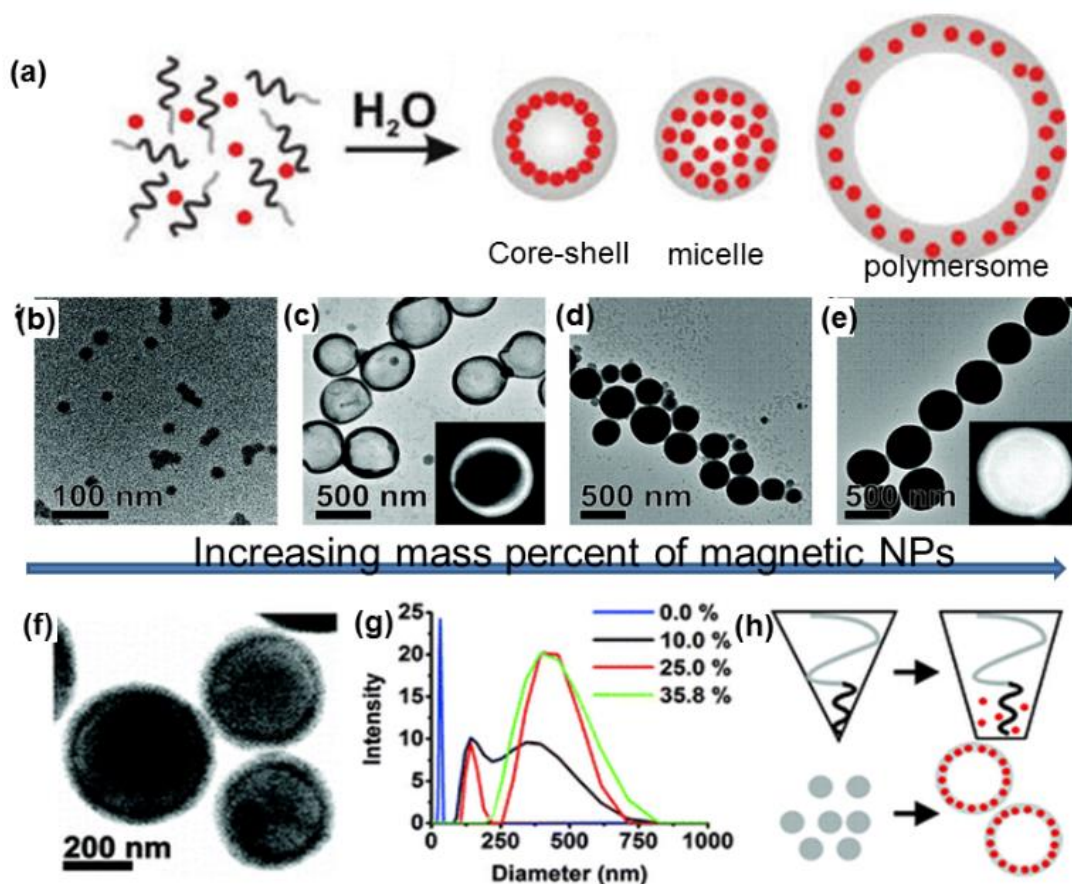 (a)
H₂O
Core-shell
micelle
polymersome
(b)
100 nm
(c)
500 nm
(d)
500 nm
(e)
500 nm
Increasing mass percent of magnetic NPs
(f)
200 nm
(g)
25
20
15
10
5
0
Intensity
0.0 %
10.0 %
25.0 %
35.8 %
0 250 500 750 1000
Diameter (nm)
(h)